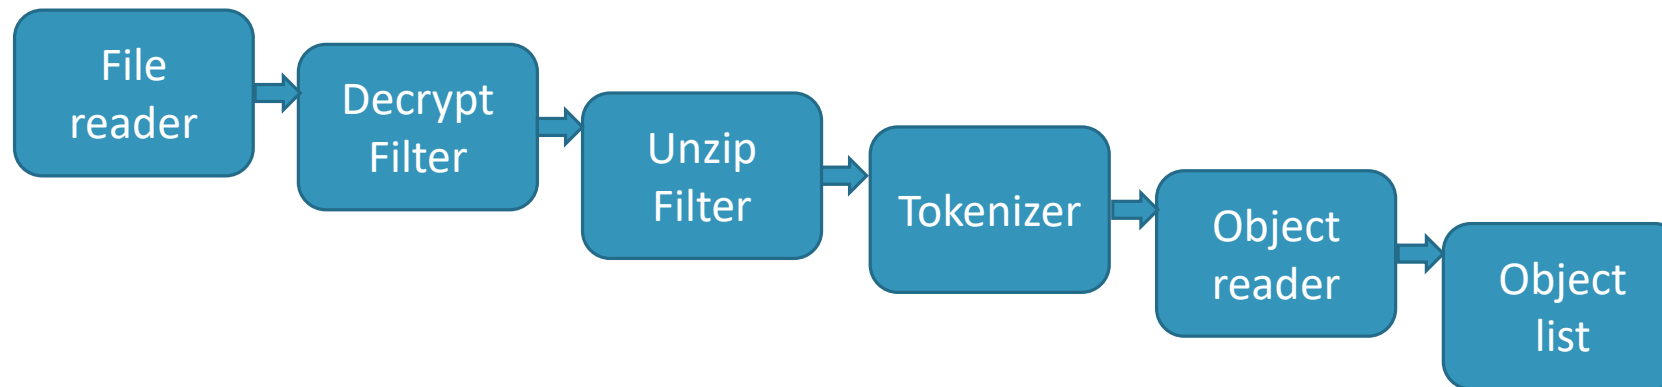 File
reader
Decrypt
Filter
Unzip
Filter
Tokenizer
Object
reader
Object
list